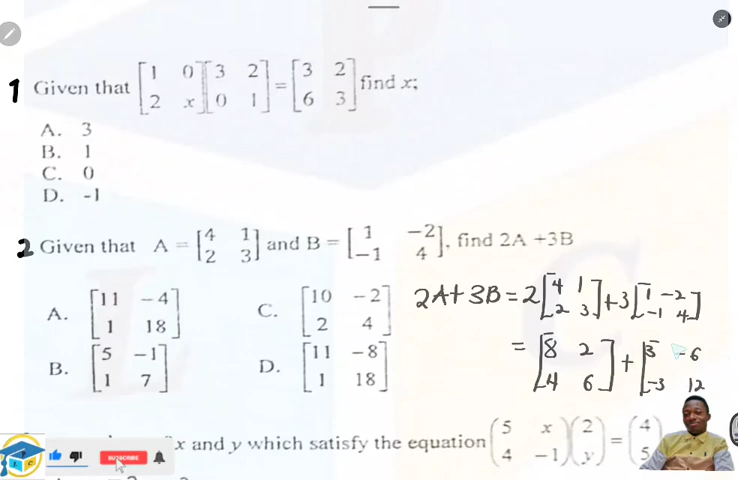 1 Given that [1 0 2 x][3 2 0 1] = [3 2 6 3] find x;
A. 3
B. 1
C. 0
D. -1
2 Given that A = [4 1 2 3] and B = [1 -2 -1 4], find 2A +3B
A. [11 -4 1 18]
C. [10 -2 2 4]
B. [5 -1 1 7]
D. [11 -8 1 18]
2A+3B = 2[4 1 2 3]+3[1 -2 -1 4]
= [8 2 4 6] + [3 -6 -3 12]
x and y which satisfy the equation (5 x 4 -1)(2 y) = (4 5
SUBSCRIBE